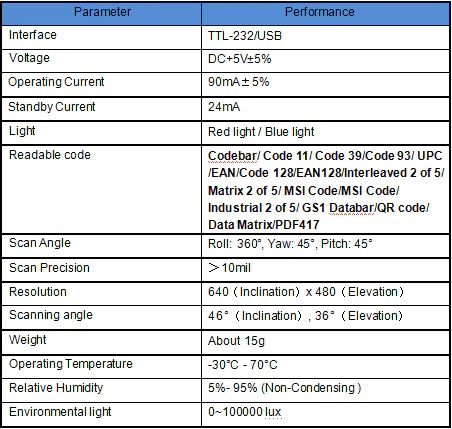 Parameter Performance
Interface TTL-232/USB
Voltage DC+5V±5%
Operating Current 90mA± 5%
Standby Current 24mA
Light Red light / Blue light
Readable code Codebar/ Code 11/ Code 39/Code 93/ UPC
/EAN/Code 128/EAN128/Interleaved 2 of 5/
Matrix 2 of 5/ MSI Code/MSI Code/
Industrial 2 of 5/ GS1 Databar/QR code/
Data Matrix/PDF417
Scan Angle Roll: 360°, Yaw: 45°, Pitch: 45°
Scan Precision ＞10mil
Resolution 640（Inclination）x 480（Elevation）
Scanning angle 46°（Inclination）, 36°（Elevation）
Weight About 15g
Operating Temperature -30°C - 70°C
Relative Humidity 5%- 95% (Non-Condensing )
Environmental light 0~100000 lux